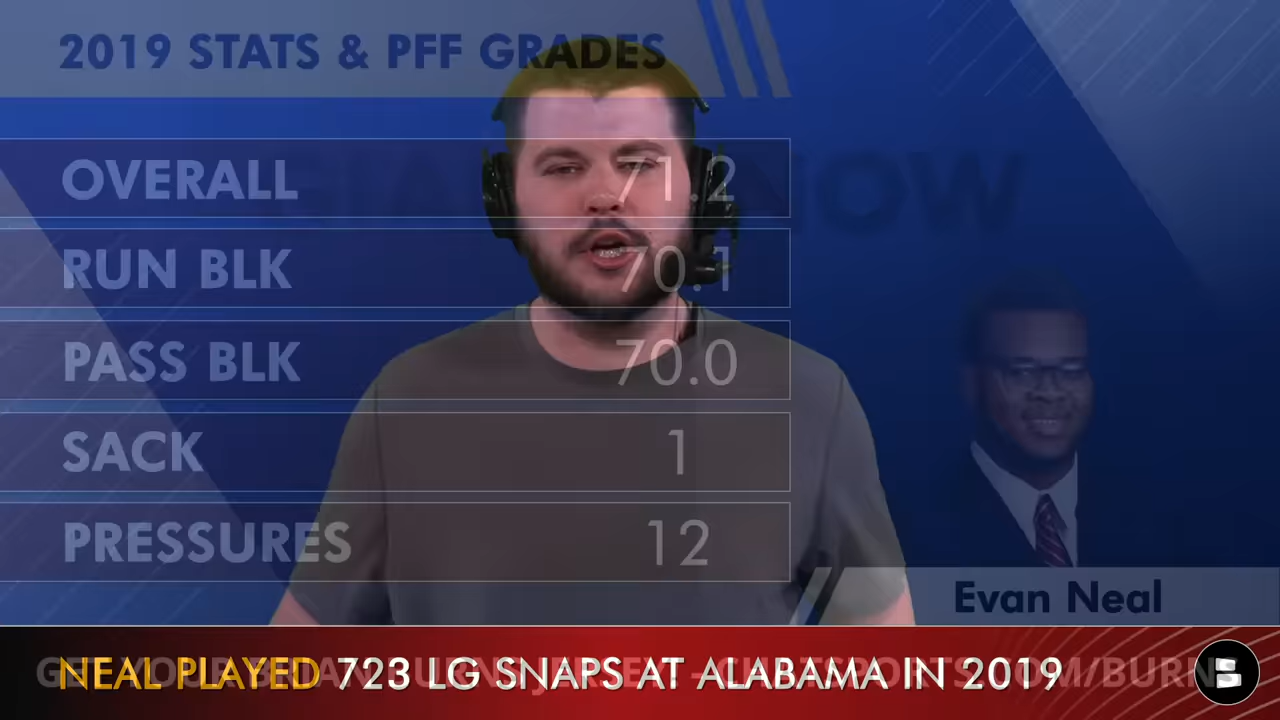 2019 STATS & PFF GRADES
OVERALL 71.2
NOW
RUN BLK 70.1
PASS BLK 70.0
SACK 1
PRESSURES 12
Evan Neal
NEAL PLAYED 723 LG SNAPS AT ALABAMA IN 2019